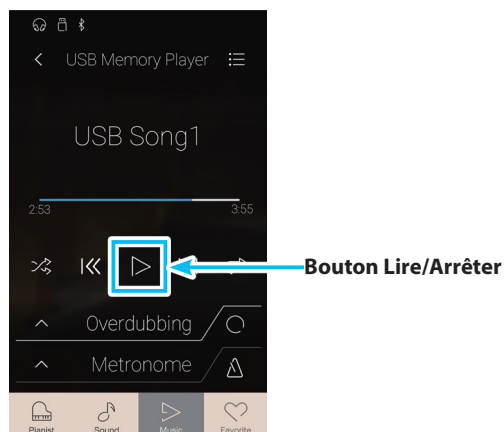 USB Memory Player
USB Song1
2:53 3:55
Bouton Lire/Arrêter
Overdubbing
Metronome
Pianist Sound Music Favorite